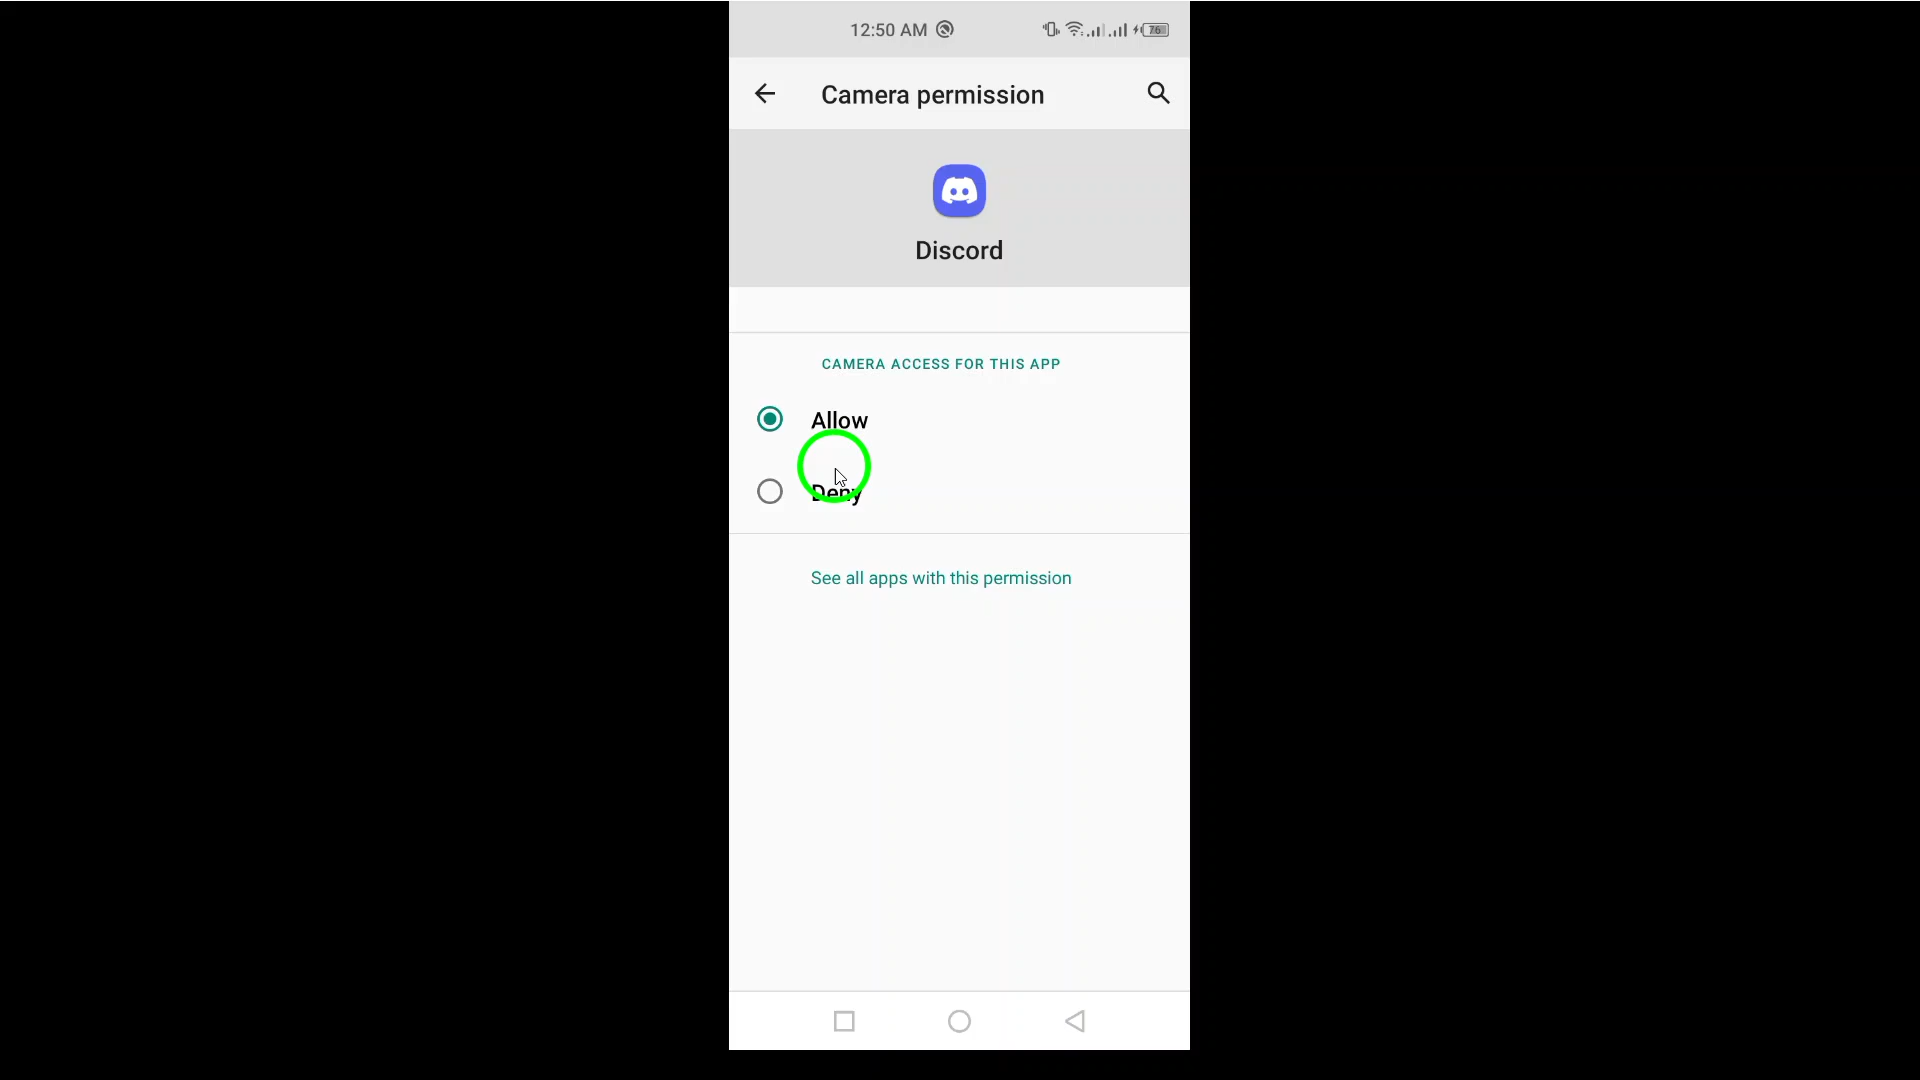 12:50 AM
76
Camera permission
Discord
CAMERA ACCESS FOR THIS APP
Allow
Deny
See all apps with this permission